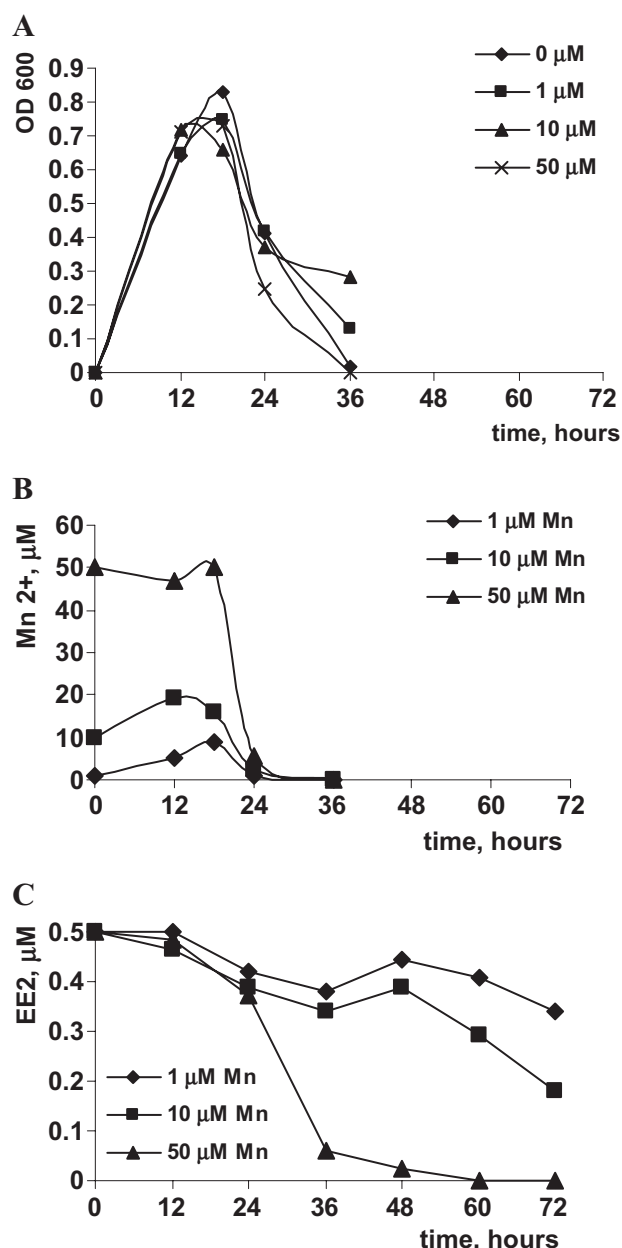 A
OD 600
0.9
0.8
0.7
0.6
0.5
0.4
0.3
0.2
0.1
0
0 12 24 36 48 60 72
time, hours
0 μM
1 μM
10 μM
50 μM
B
Mn 2+, μM
60
50
40
30
20
10
0
0 12 24 36 48 60 72
time, hours
1 μM Mn
10 μM Mn
50 μM Mn
C
EE2, μM
0.5
0.4
0.3
0.2
0.1
0
1 μM Mn
10 μM Mn
50 μM Mn
0 12 24 36 48 60 72
time, hours